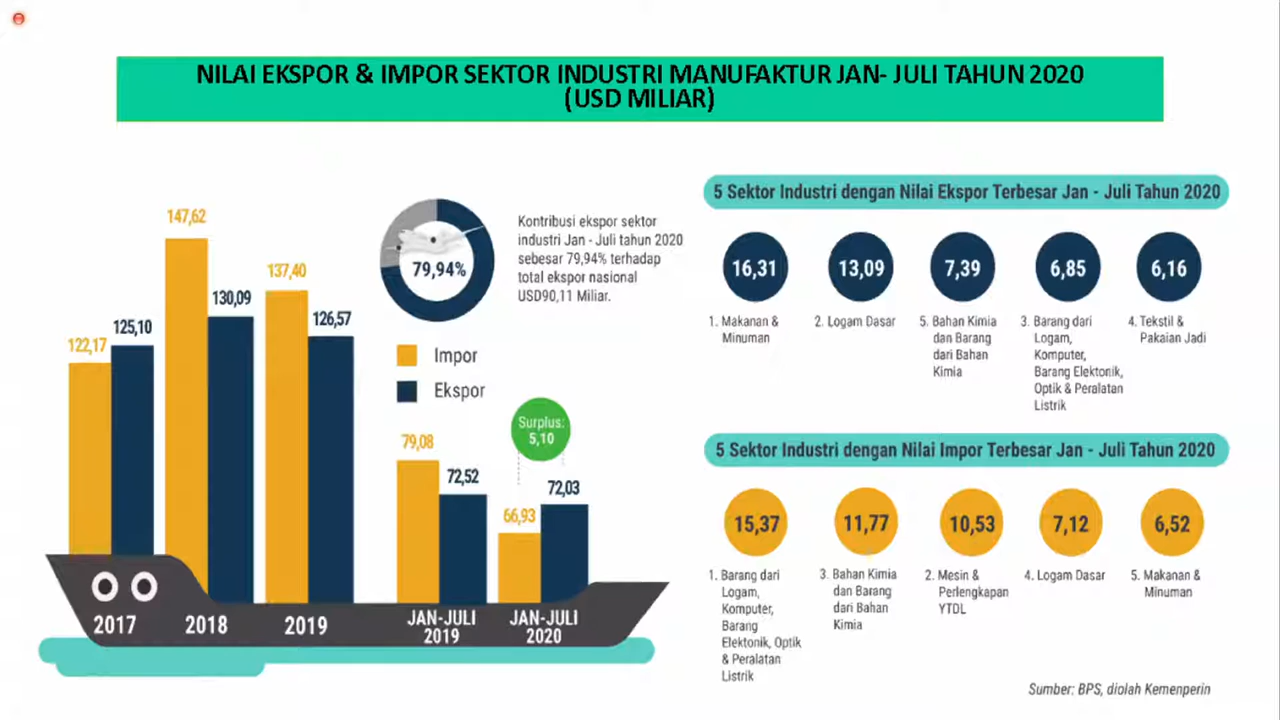 NILAI EKSPOR & IMPOR SEKTOR INDUSTRI MANUFAKTUR JAN- JULI TAHUN 2020
(USD MILIAR)
122,17
125,10
147,62
130,09
137,40
126,57
79,08
72,52
66,93
72,03
Surplus:
5,10
2017
2018
2019
JAN-JULI
2019
JAN-JULI
2020
79,94%
Kontribusi ekspor sektor
industri Jan - Juli tahun 2020
sebesar 79,94% terhadap
total ekspor nasional
USD90,11 Miliar.
Impor
Ekspor
5 Sektor Industri dengan Nilai Ekspor Terbesar Jan - Juli Tahun 2020
16,31
1. Makanan &
Minuman
13,09
2. Logam Dasar
7,39
5. Bahan Kimia
dan Barang
dari Bahan
Kimia
6,85
3. Barang dari
Logam,
Komputer,
Barang Elektonik,
Optik & Peralatan
Listrik
6,16
4. Tekstil &
Pakaian Jadi
5 Sektor Industri dengan Nilai Impor Terbesar Jan - Juli Tahun 2020
15,37
1. Barang dari
Logam,
Komputer,
Barang
Elektonik, Optik
& Peralatan
Listrik
11,77
3. Bahan Kimia
dan Barang
dari Bahan
Kimia
10,53
2. Mesin &
Perlengkapan
YTDL
7,12
4. Logam Dasar
6,52
5. Makanan &
Minuman
Sumber: BPS, diolah Kemenperin